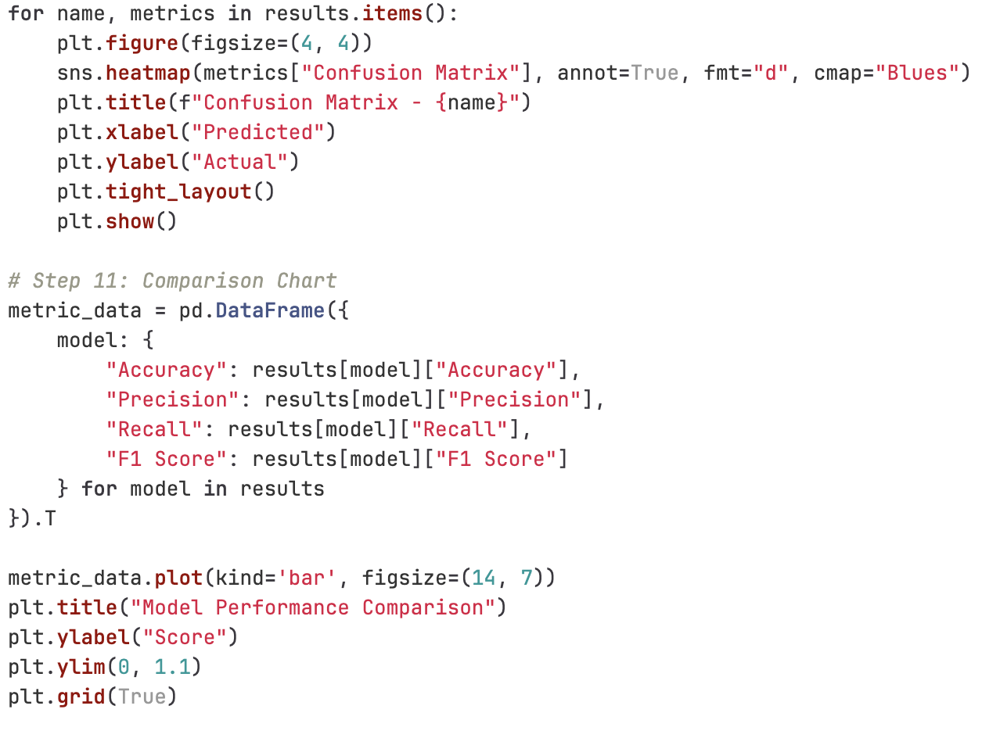 for name, metrics in results.items():
    plt.figure(figsize=(4, 4))
    sns.heatmap(metrics["Confusion Matrix"], annot=True, fmt="d", cmap="Blues")
    plt.title(f"Confusion Matrix - {name}")
    plt.xlabel("Predicted")
    plt.ylabel("Actual")
    plt.tight_layout()
    plt.show()

# Step 11: Comparison Chart
metric_data = pd.DataFrame({
    model: {
        "Accuracy": results[model]["Accuracy"],
        "Precision": results[model]["Precision"],
        "Recall": results[model]["Recall"],
        "F1 Score": results[model]["F1 Score"]
    } for model in results
}).T

metric_data.plot(kind='bar', figsize=(14, 7))
plt.title("Model Performance Comparison")
plt.ylabel("Score")
plt.ylim(0, 1.1)
plt.grid(True)